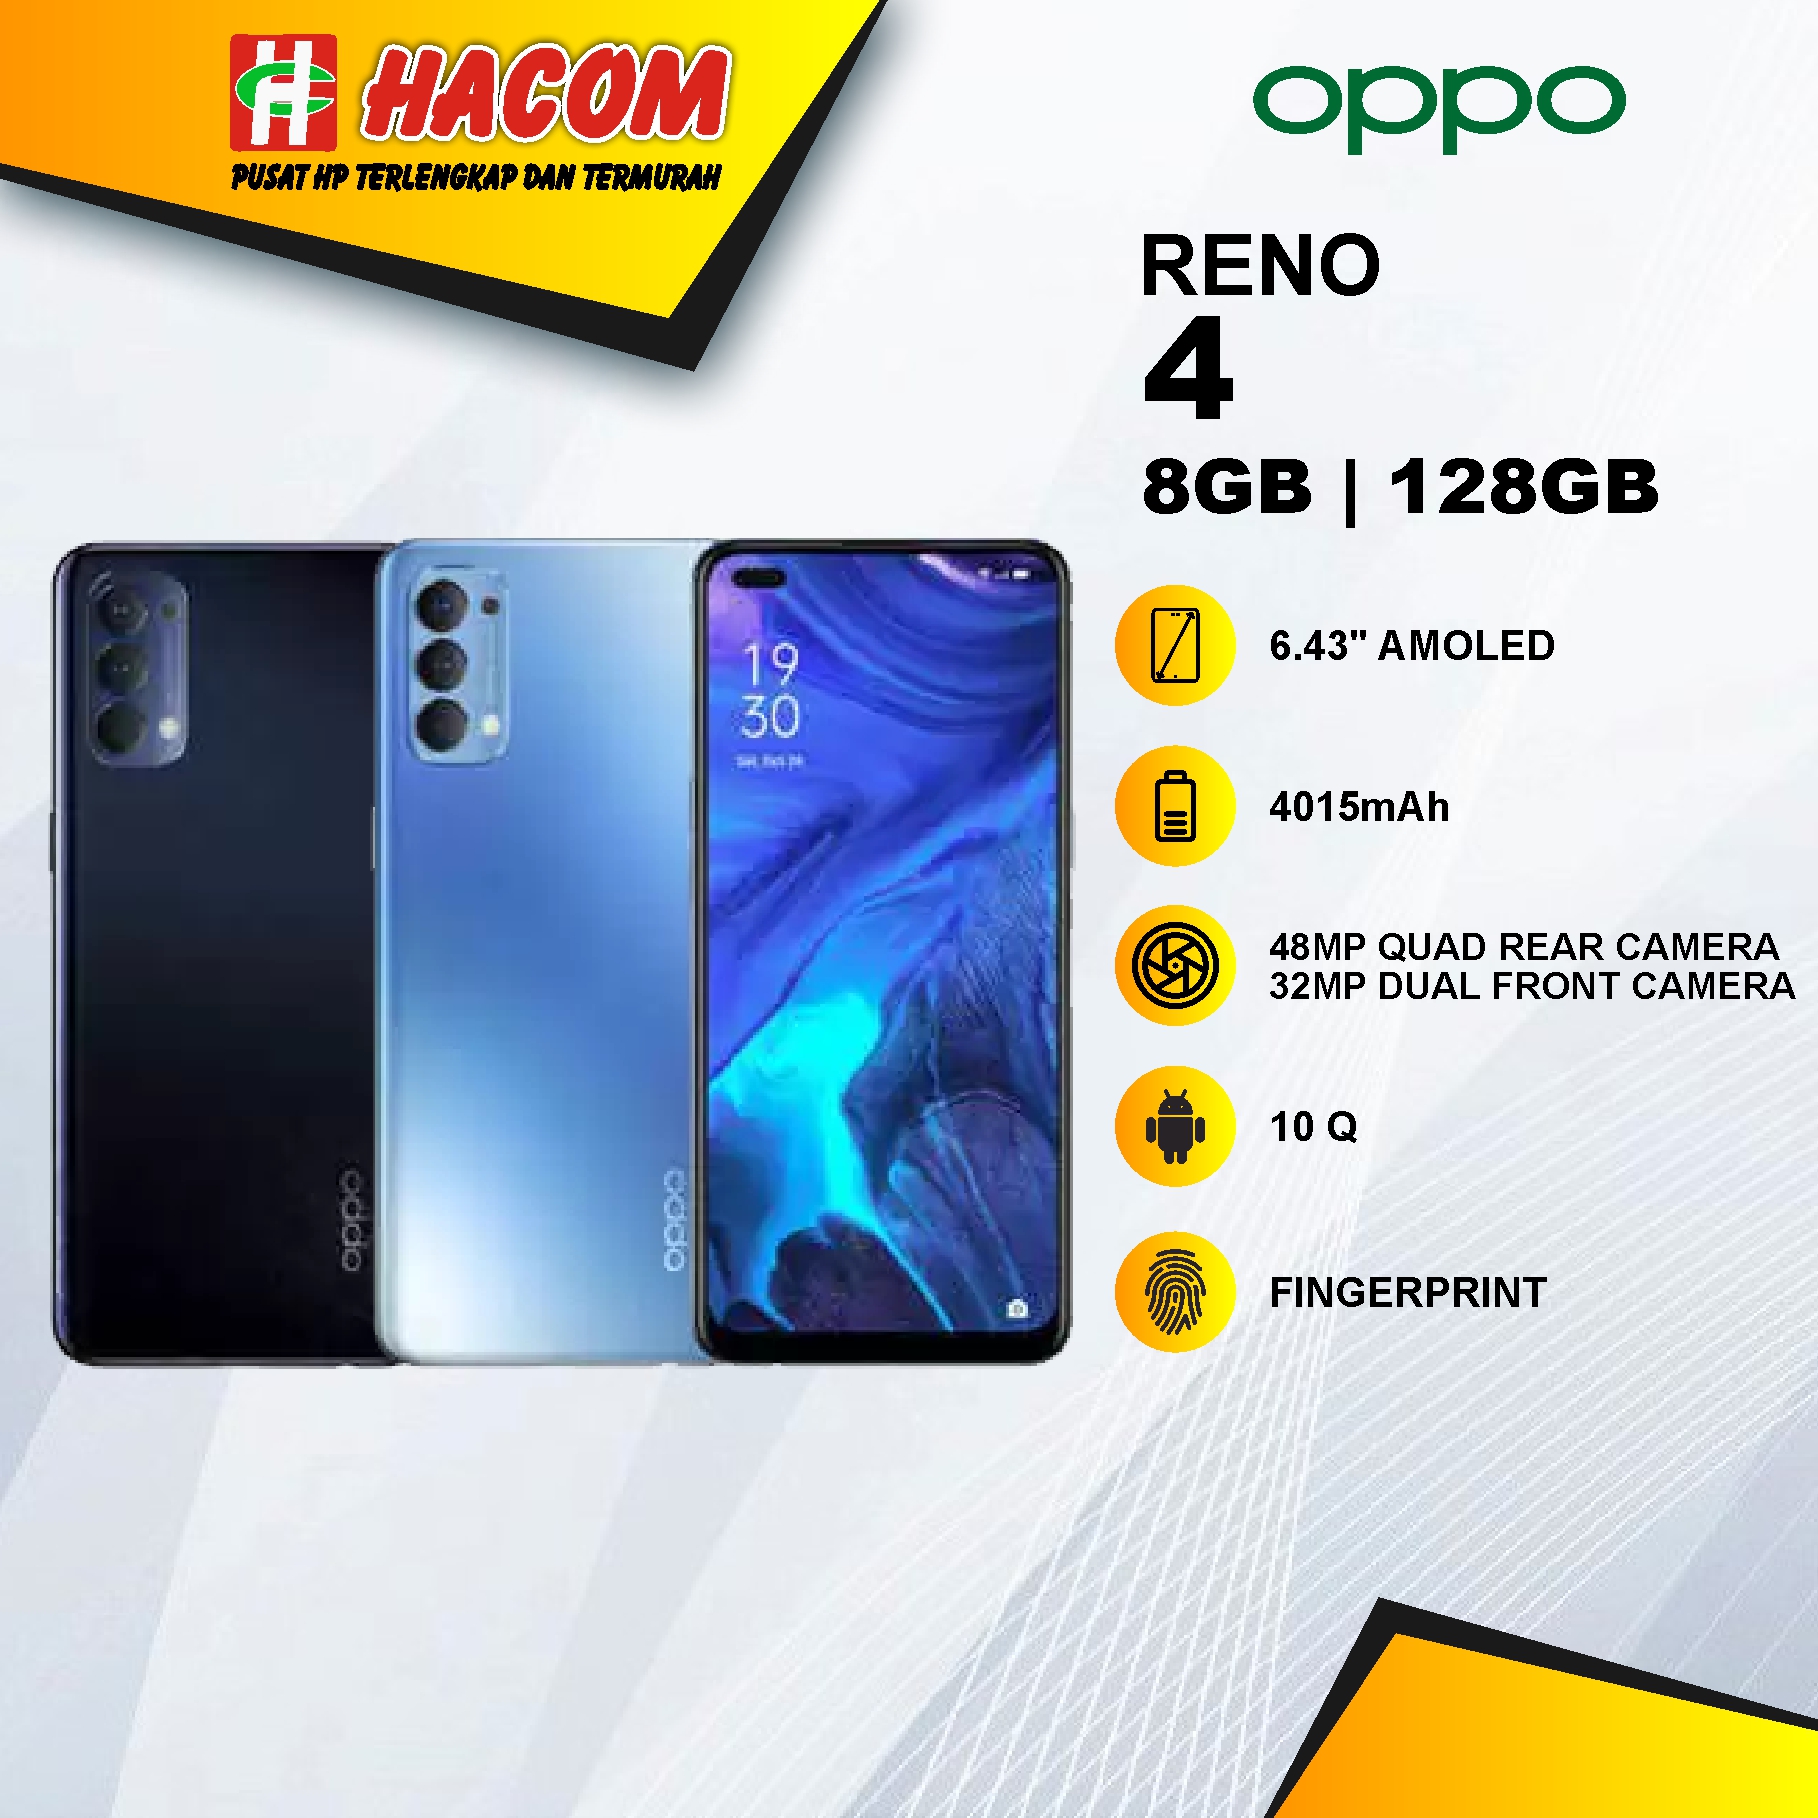 HACOM
PUSAT HP TERLENGKAP DAN TERMURAH
oppo
RENO
4
8GB | 128GB
6.43" AMOLED
4015mAh
48MP QUAD REAR CAMERA
32MP DUAL FRONT CAMERA
10 Q
FINGERPRINT
19
30
oppo
oppo